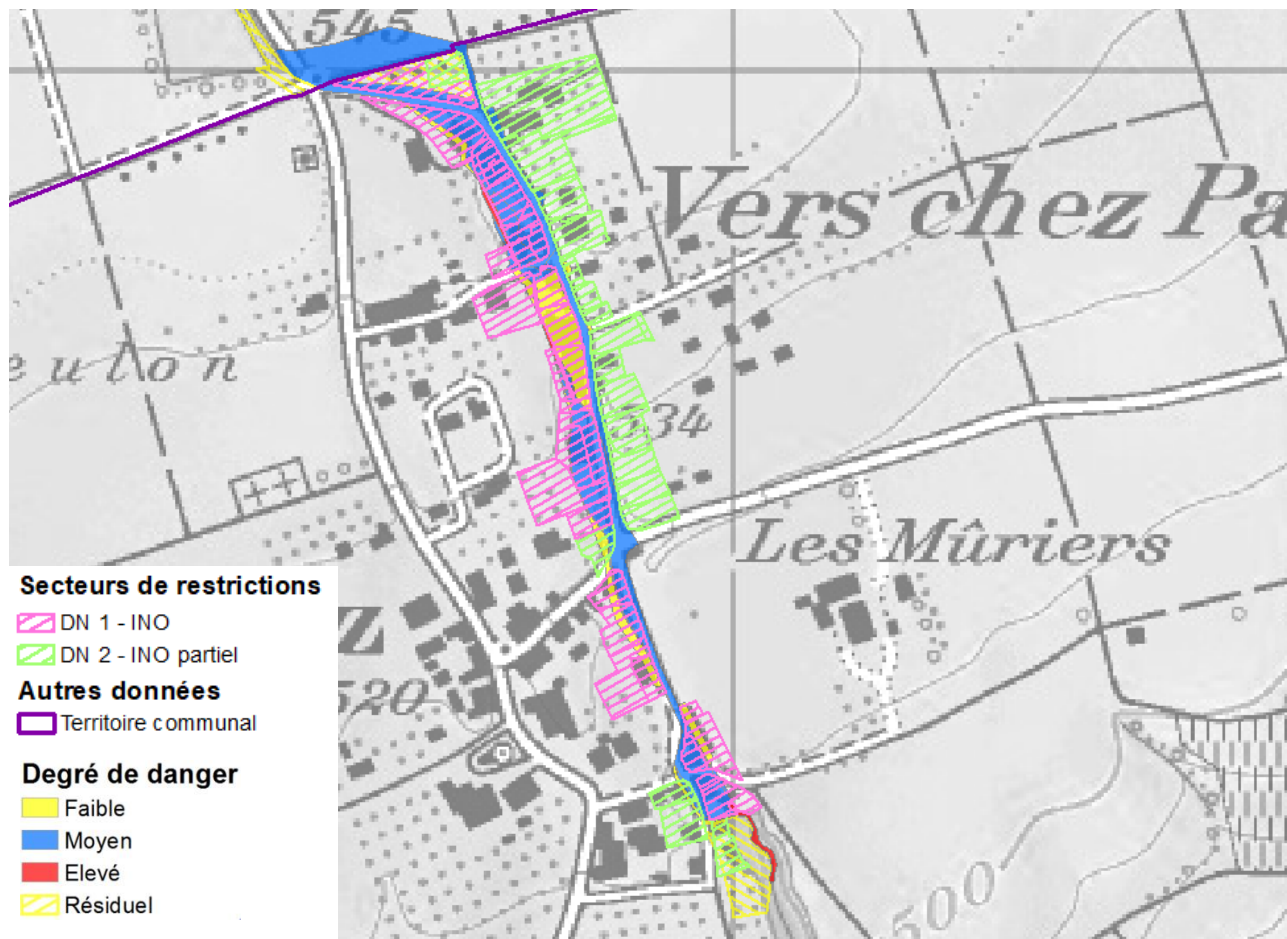 545
Vers chez Pa
eulon
534
Les Mûriers
Z
520
500
Secteurs de restrictions
DN 1 - INO
DN 2 - INO partiel
Autres données
Territoire communal
Degré de danger
Faible
Moyen
Elevé
Résiduel